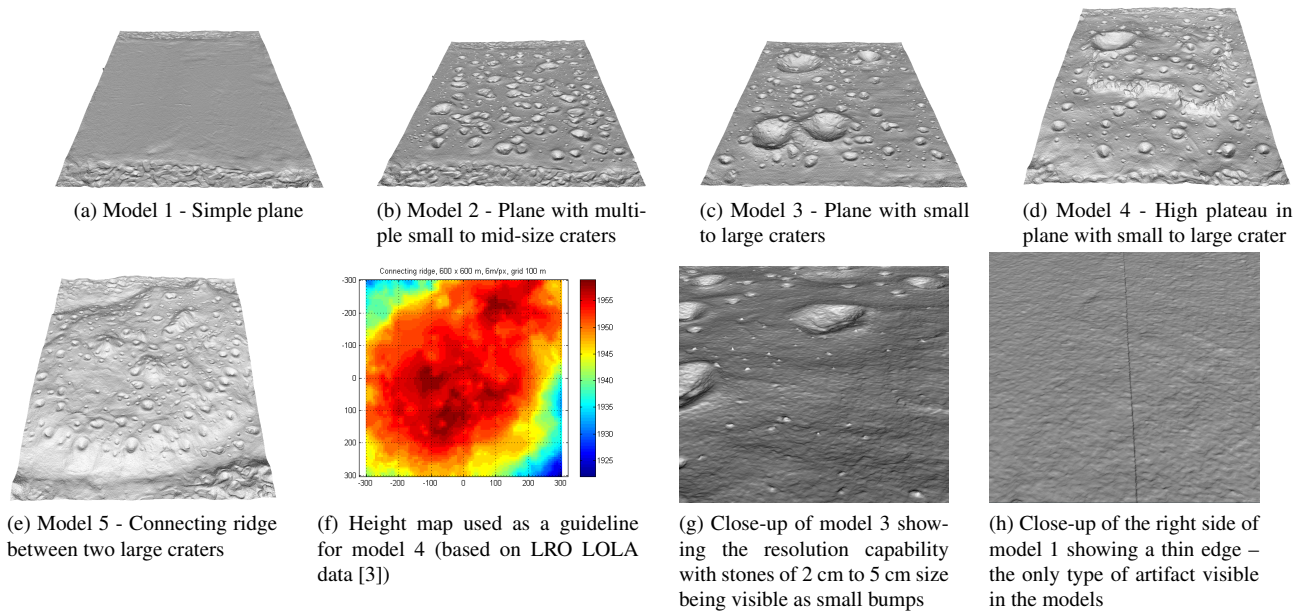 (a) Model 1 - Simple plane
(b) Model 2 - Plane with multi-
ple small to mid-size craters
(c) Model 3 - Plane with small
to large craters
(d) Model 4 - High plateau in
plane with small to large crater
Connecting ridge, 600 x 600 m, 6m/px, grid 100 m
-300
-200
-100
0
100
200
300
-300 -200 -100 0 100 200 300
1955
1950
1945
1940
1935
1930
1925
(e) Model 5 - Connecting ridge
between two large craters
(f) Height map used as a guideline
for model 4 (based on LRO LOLA
data [3])
(g) Close-up of model 3 show-
ing the resolution capability
with stones of 2 cm to 5 cm size
being visible as small bumps
(h) Close-up of the right side of
model 1 showing a thin edge –
the only type of artifact visible
in the models